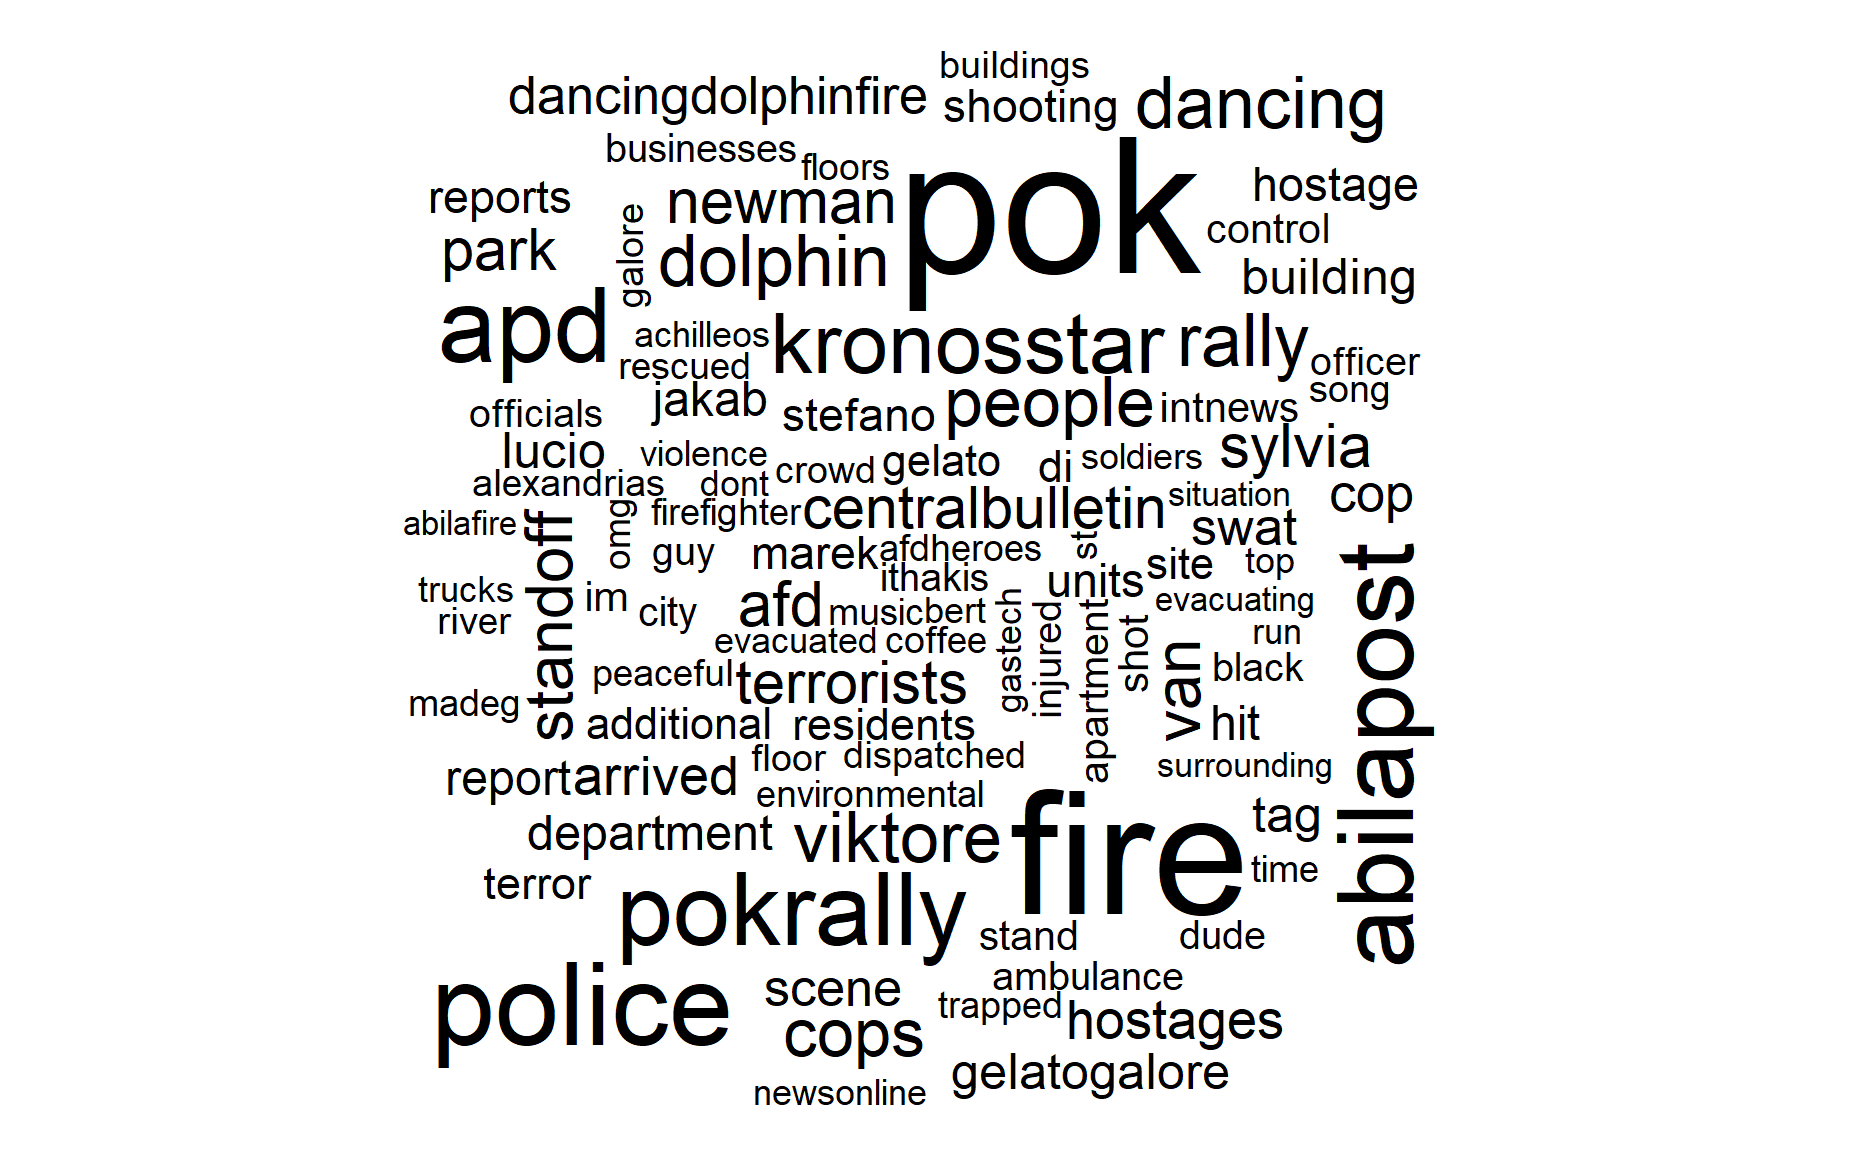 buildings
dancingdolphinfire
shooting
dancing
businesses
floors
pok
reports
newman
hostage
galore
control
park
dolphin
building
apd
achilleos
kronosstar
rally
rescued
officer
jakab
stefano
people
intnews
song
officials
lucio
violence
crowd
gelato
di
soldiers
sylvia
alexandrias
dont
centralbulletin
situation
cop
abilafire
standoff
omg
firefighter
swat
guy
marek
afdheroes
st
site
top
trucks
im
ithakis
units
abilapost
river
city
afd
music
bert
evacuating
evacuated
coffee
gastech
injured
apartment
shot
run
peaceful
terrorists
van
black
madeg
additional
residents
hit
floor
dispatched
surrounding
report
arrived
environmental
department
viktore
fire
tag
terror
time
pokrally
stand
dude
police
scene
ambulance
cops
trapped
hostages
gelatogalore
newsonline